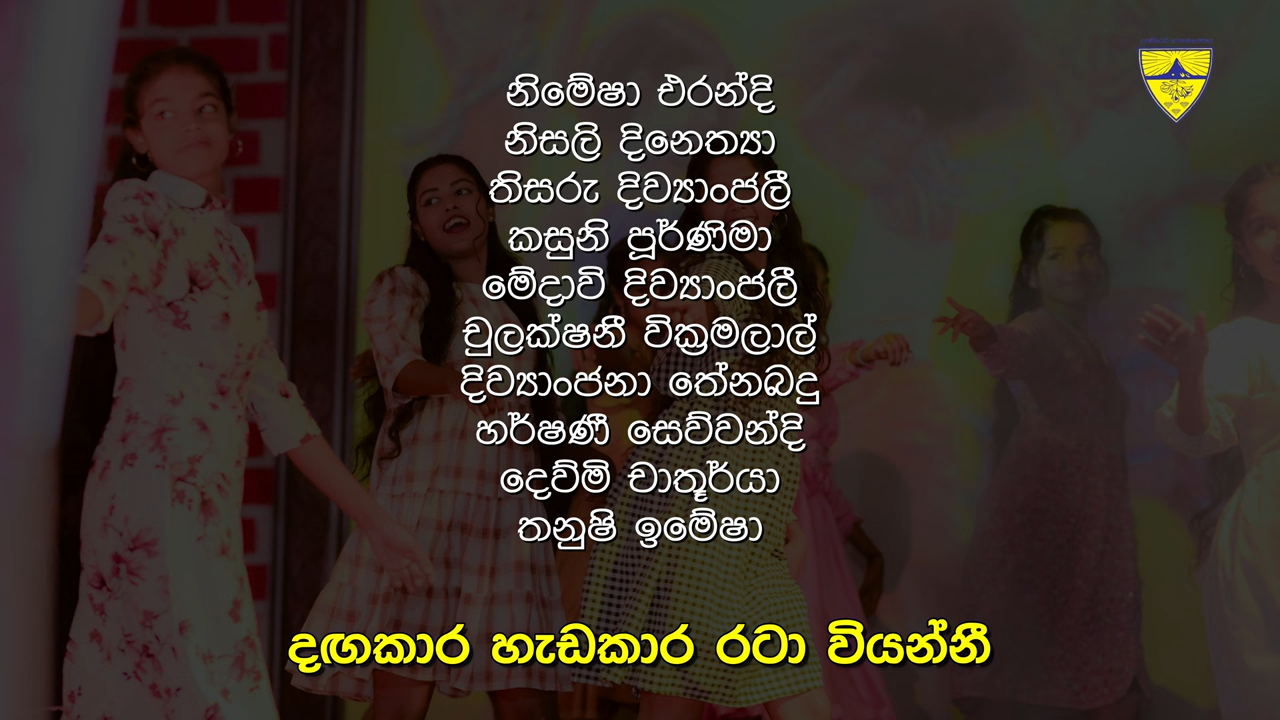 නිමේෂා එරන්දි
නිසලි දිනෙත්‍යා
තිසරු දිව්‍යාංජලී
කසුනි පූර්ණිමා
මේදාවි දිව්‍යාංජලී
චුලක්ෂනී වික්‍රමලාල්
දිව්‍යාංජනා තේනබදු
හර්ෂණී සෙව්වන්දි
දෙව්මි චාතූර්යා
තනුෂි ඉමේෂා
දඟකාර හැඩකාර රටා වියන්නී